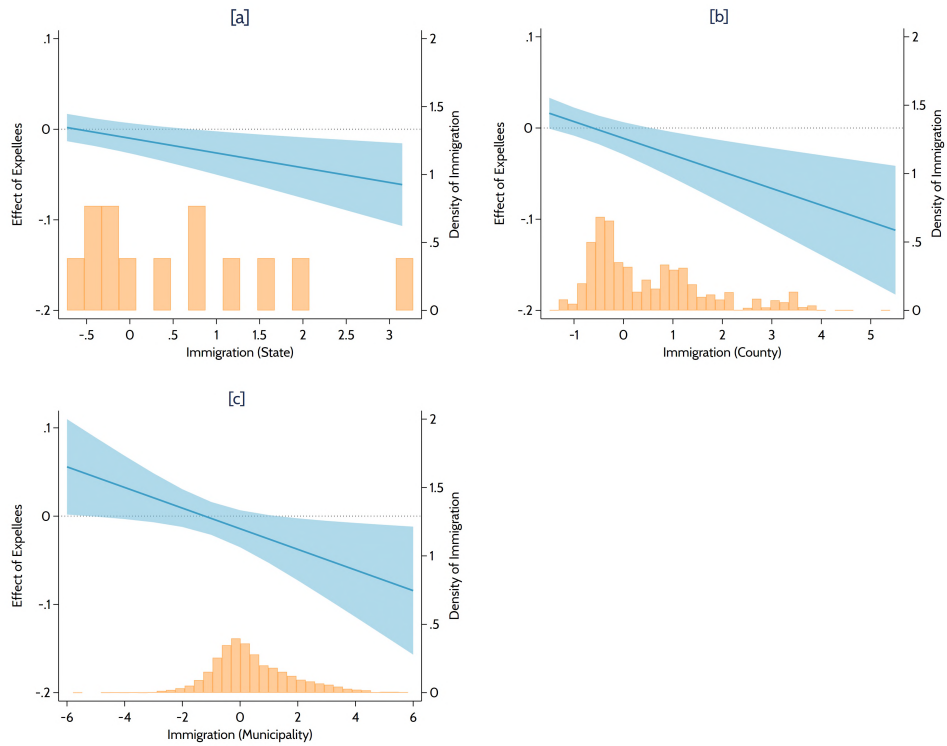 [a]
.1
0
-.1
-.2
Effect of Expellees
2
1.5
1
.5
0
Density of Immigration
-.5 0 .5 1 1.5 2 2.5 3
Immigration (State)
[b]
.1
0
-.1
-.2
Effect of Expellees
2
1.5
1
.5
0
Density of Immigration
-1 0 1 2 3 4 5
Immigration (County)
[c]
.1
0
-.1
-.2
Effect of Expellees
2
1.5
1
.5
0
Density of Immigration
-6 -4 -2 0 2 4 6
Immigration (Municipality)